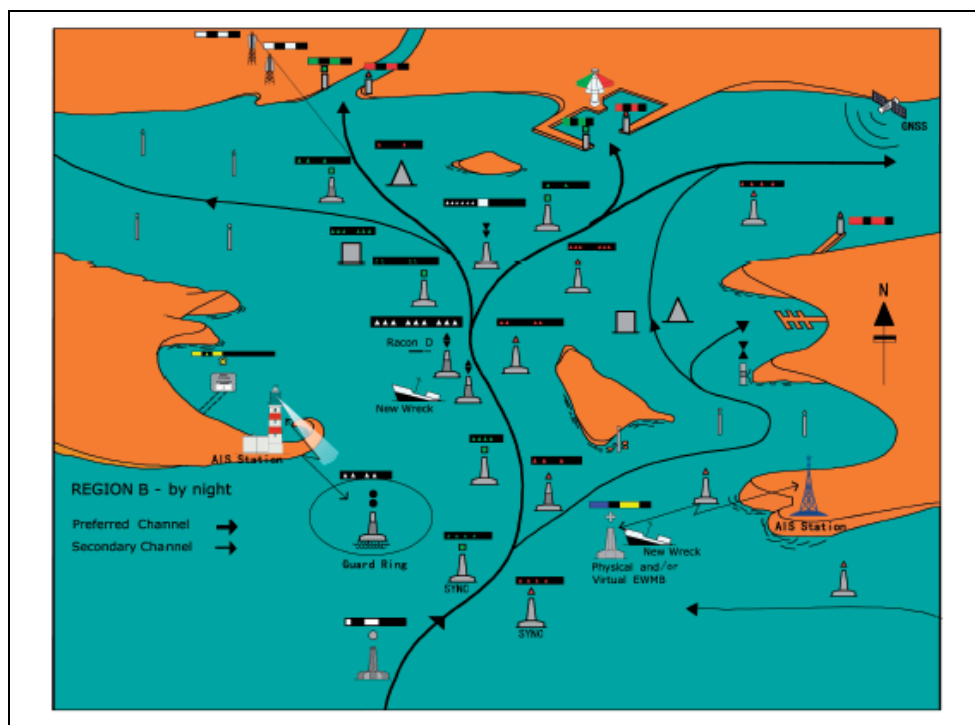 GNSS
N
Racon D
New Wreck
AIS Station
REGION B - by night
Preferred Channel
Secondary Channel
Guard Ring
AIS Station
New Wreck
Physical and/or
Virtual EWMB
SYNC
SYNC